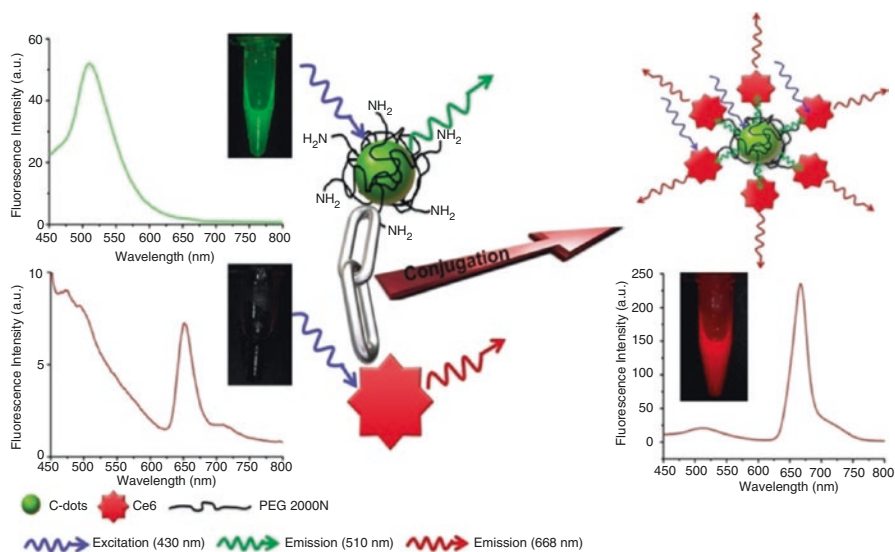 60
40
20
0
450 500 550 600 650 700 750 800
Wavelength (nm)
Fluorescence Intensity (a.u.)
NH₂
H₂N
NH₂
NH₂
NH₂
NH₂
NH₂
10
5
0
450 500 550 600 650 700 750 800
Wavelength (nm)
Fluorescence Intensity (a.u.)
Conjugation
250
200
150
100
50
0
450 500 550 600 650 700 750 800
Wavelength (nm)
Fluorescence Intensity (a.u.)
C-dots Ce6 PEG 2000N
Excitation (430 nm) Emission (510 nm) Emission (668 nm)